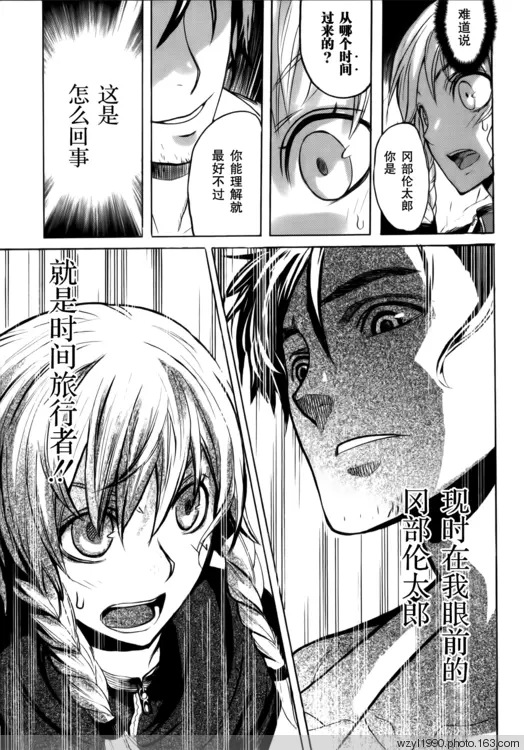 难道说
冈部伦太郎
你是
从哪个时间
过来的？
你能理解就
最好不过
这是
怎么回事
现时在我眼前的
冈部伦太郎
就是时间旅行者!!
wzyl1990.photo.163.com